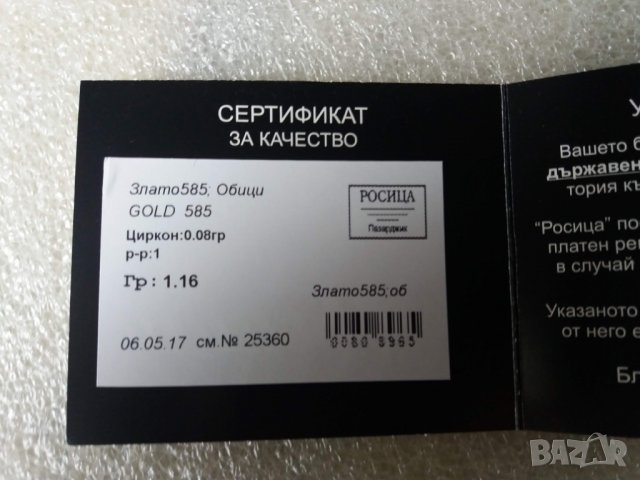 СЕРТИФИКАТ
ЗА КАЧЕСТВО
Злато585; Обици
GOLD 585
Циркон:0.08гр
р-р:1
Гр: 1.16
РОСИЦА
Пазарджик
Злато585;об
06.05.17 см.№ 25360
0080 8965
Вашето б
държавен
тория къ
"Росица" по
платен рег
в случай
Указаното
от него е
Бл
BAZAR